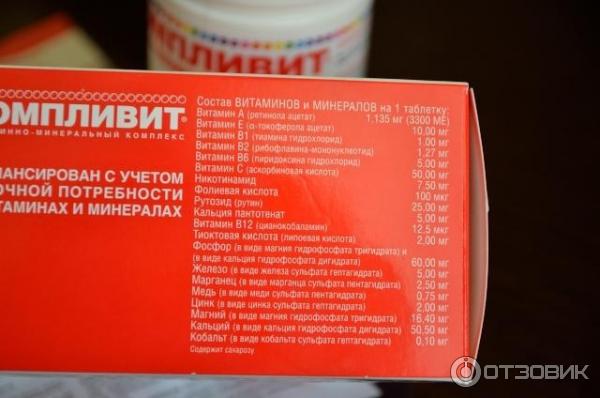 МПЛИВИТ
ОМПЛИВИТ®
ИННО-МИНЕРАЛЬНЫЙ КОМПЛЕКС
ЛАНСИРОВАН С УЧЕТОМ
ОЧНОЙ ПОТРЕБНОСТИ
ТАМИНАХ И МИНЕРАЛАХ
Состав ВИТАМИНОВ и МИНЕРАЛОВ на 1 таблетку:
Витамин А (ретинола ацетат) 1,135 мг (3300 МЕ)
Витамин Е (α-токоферола ацетат) 10,00 мг
Витамин В1 (тиамина гидрохлорид) 1,00 мг
Витамин В2 (рибофлавина-мононуклеотид) 1,27 мг
Витамин В6 (пиридоксина гидрохлорид) 5,00 мг
Витамин С (аскорбиновая кислота) 50,00 мг
Никотинамид 7,50 мг
Фолиевая кислота 100 мкг
Рутозид (рутин) 25,00 мг
Кальция пантотенат 5,00 мг
Витамин В12 (цианокобаламин) 12,5 мкг
Тиоктовая кислота (липоевая кислота) 2,00 мг
Фосфор (в виде магния гидрофосфата тригидрата) и
(в виде кальция гидрофосфата дигидрата) 60,00 мг
Железо (в виде железа сульфата гептагидрата) 5,00 мг
Марганец (в виде марганца сульфата пентагидрата) 2,50 мг
Медь (в виде меди сульфата пентагидрата) 0,75 мг
Цинк (в виде цинка сульфата гептагидрата) 2,00 мг
Магний (в виде магния гидрофосфата тригидрата) 16,40 мг
Кальций (в виде кальция гидрофосфата дигидрата) 50,50 мг
Кобальт (в виде кобальта сульфата гептагидрата) 0,10 мг
Содержит сахарозу
ОТЗОВИК